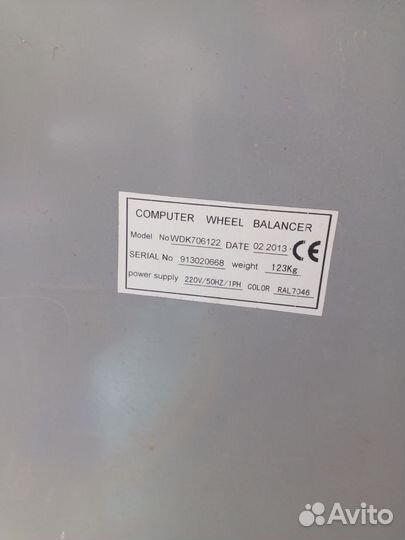 COMPUTER WHEEL BALANCER
Model No WDK706122 DATE 02.2013 CE
SERIAL No 913020668 weight 123Kg
power supply 220V/50HZ/1PH COLOR RAL7046
Avito